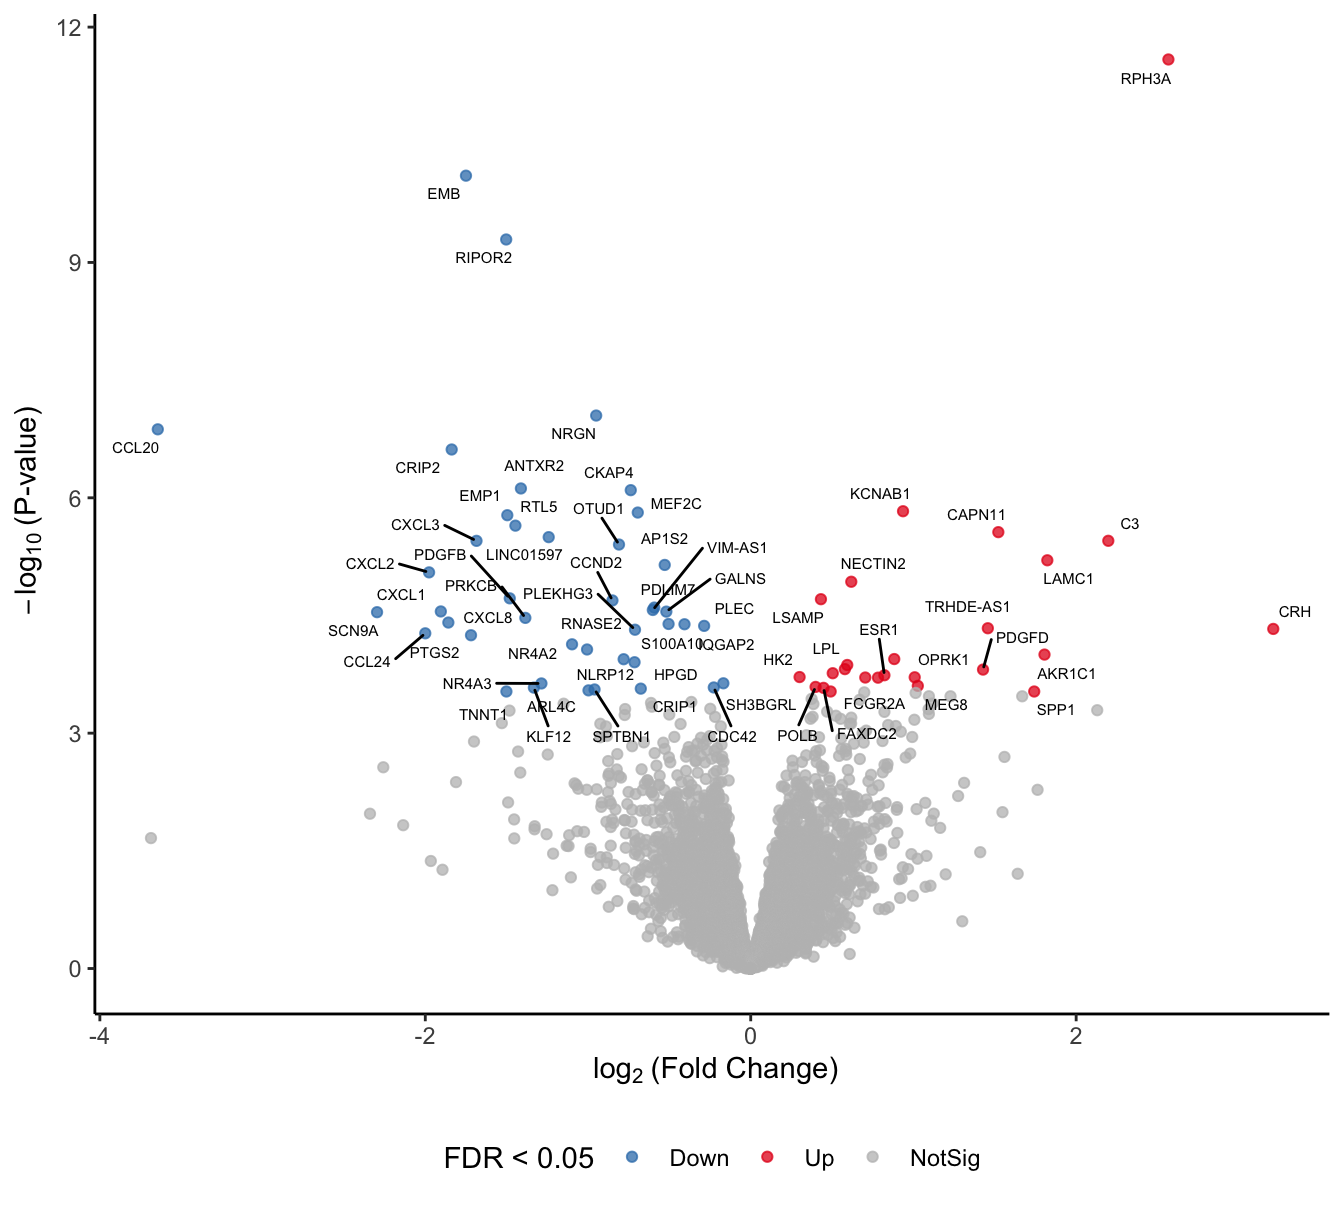 12
RPH3A
EMB
RIPOR2
9
NRGN
CCL20
CRIP2
ANTXR2
CKAP4
6
EMP1
RTL5
OTUD1
MEF2C
KCNAB1
CAPN11
C3
CXCL3
PDGFB
LINC01597
AP1S2
VIM-AS1
CXCL2
CCND2
NECTIN2
LAMC1
PRKCB
PLEKHG3
PDLIM7
GALNS
CXCL1
CXCL8
RNASE2
PLEC
LSAMP
TRHDE-AS1
CRH
SCN9A
ESR1
PDGFD
CCL24
PTGS2
NR4A2
S100A10
IQGAP2
LPL
HK2
OPRK1
AKR1C1
NR4A3
NLRP12
HPGD
TNNT1
ARL4C
CRIP1
SH3BGRL
FCGR2A
MEG8
SPP1
KLF12
SPTBN1
CDC42
POLB
FAXDC2
3
0
−log10 (P-value)
-4 -2 0 2
log2 (Fold Change)
FDR < 0.05 Down Up NotSig